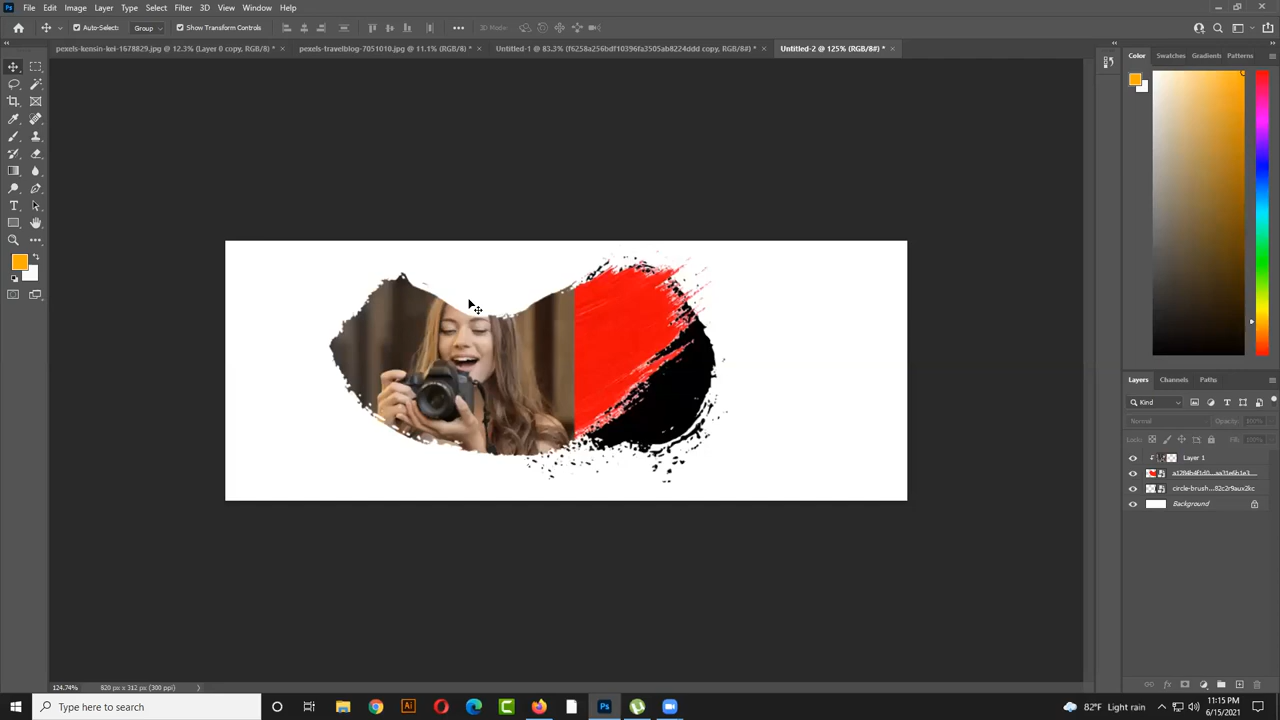 File Edit Image Layer Type Select Filter 3D View Window Help
Auto-Select: Group Show Transform Controls 3D Mode:
pexels-kensin-kei-1678829.jpg @ 12.3% (Layer 0 copy, RGB/8) * ×
pexels-travelblog-7051010.jpg @ 11.1% (RGB/8#) * ×
Untitled-1 @ 83.3% (f6258a256bdf10396fa3505ab8224ddd copy, RGB/8#) * ×
Untitled-2 @ 125% (RGB/8#) * ×
Color Swatches Gradients Patterns
Layers Channels Paths
Kind
Normal Opacity: 100%
Lock: Fill: 100%
Layer 1
circle-brush...82c2r9aux2kc
Background
124.74% 820 px x 312 px (300 ppi)
Type here to search
82°F Light rain
11:15 PM
6/15/2021